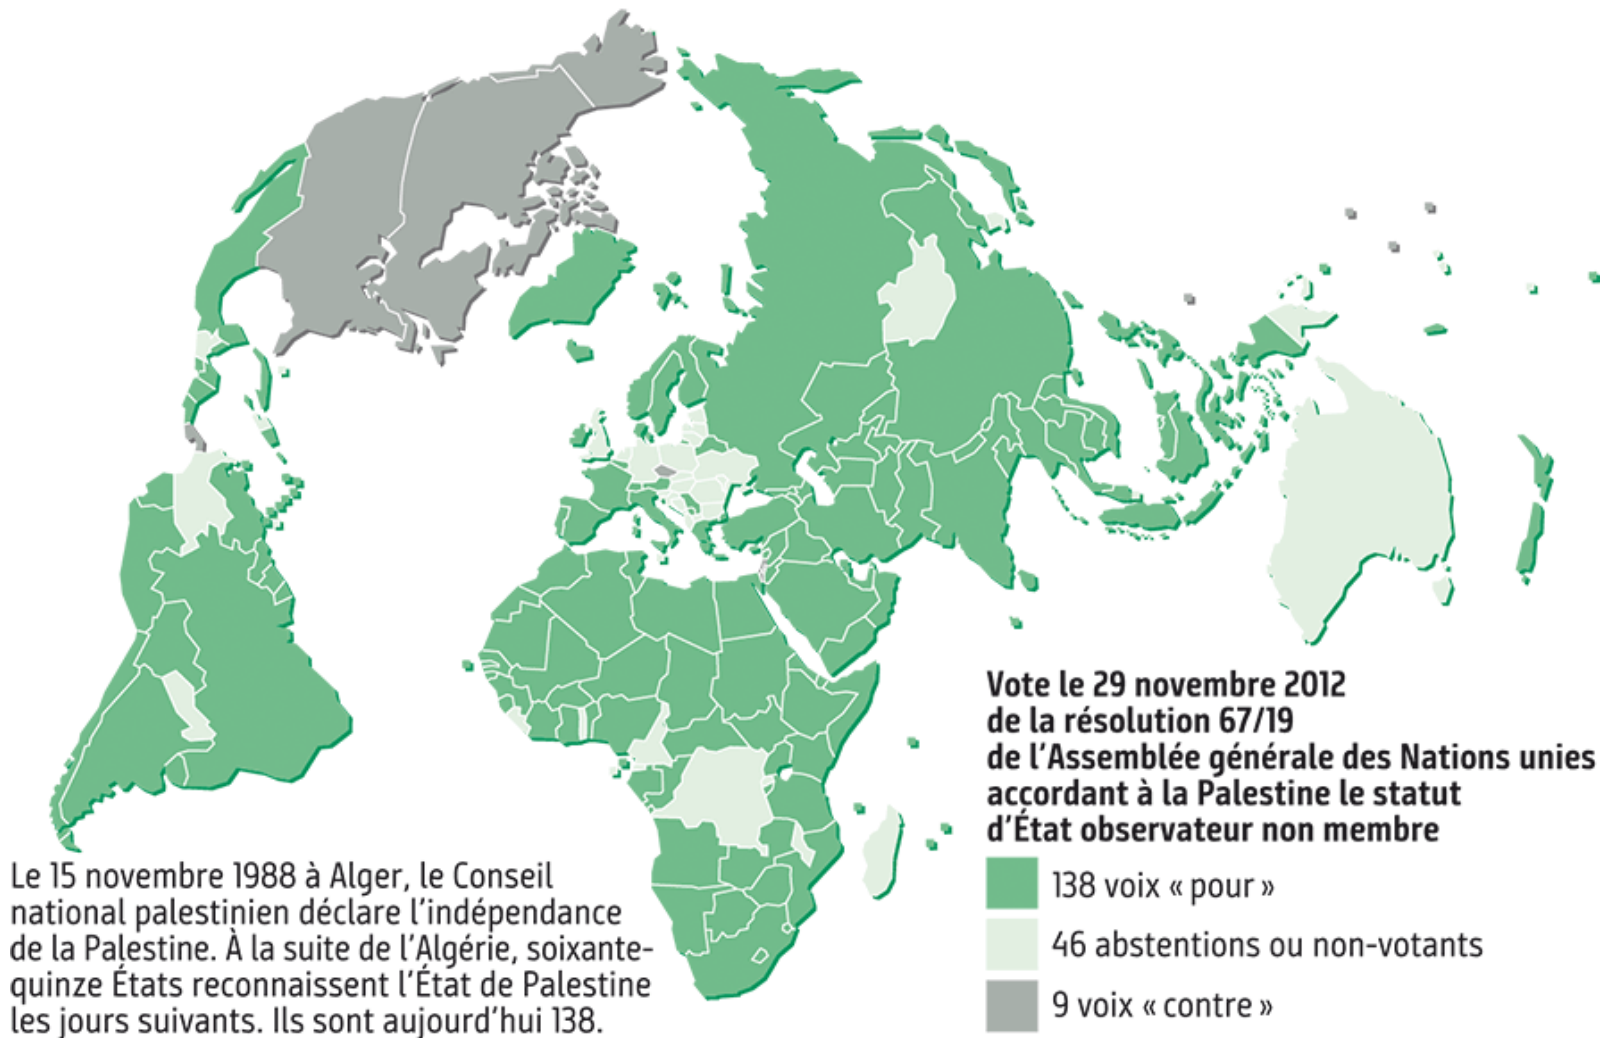 Vote le 29 novembre 2012
de la résolution 67/19
de l'Assemblée générale des Nations unies
accordant à la Palestine le statut
d'État observateur non membre
138 voix « pour »
46 abstentions ou non-votants
9 voix « contre »
Le 15 novembre 1988 à Alger, le Conseil
national palestinien déclare l'indépendance
de la Palestine. À la suite de l'Algérie, soixante-
quinze États reconnaissent l'État de Palestine
les jours suivants. Ils sont aujourd'hui 138.